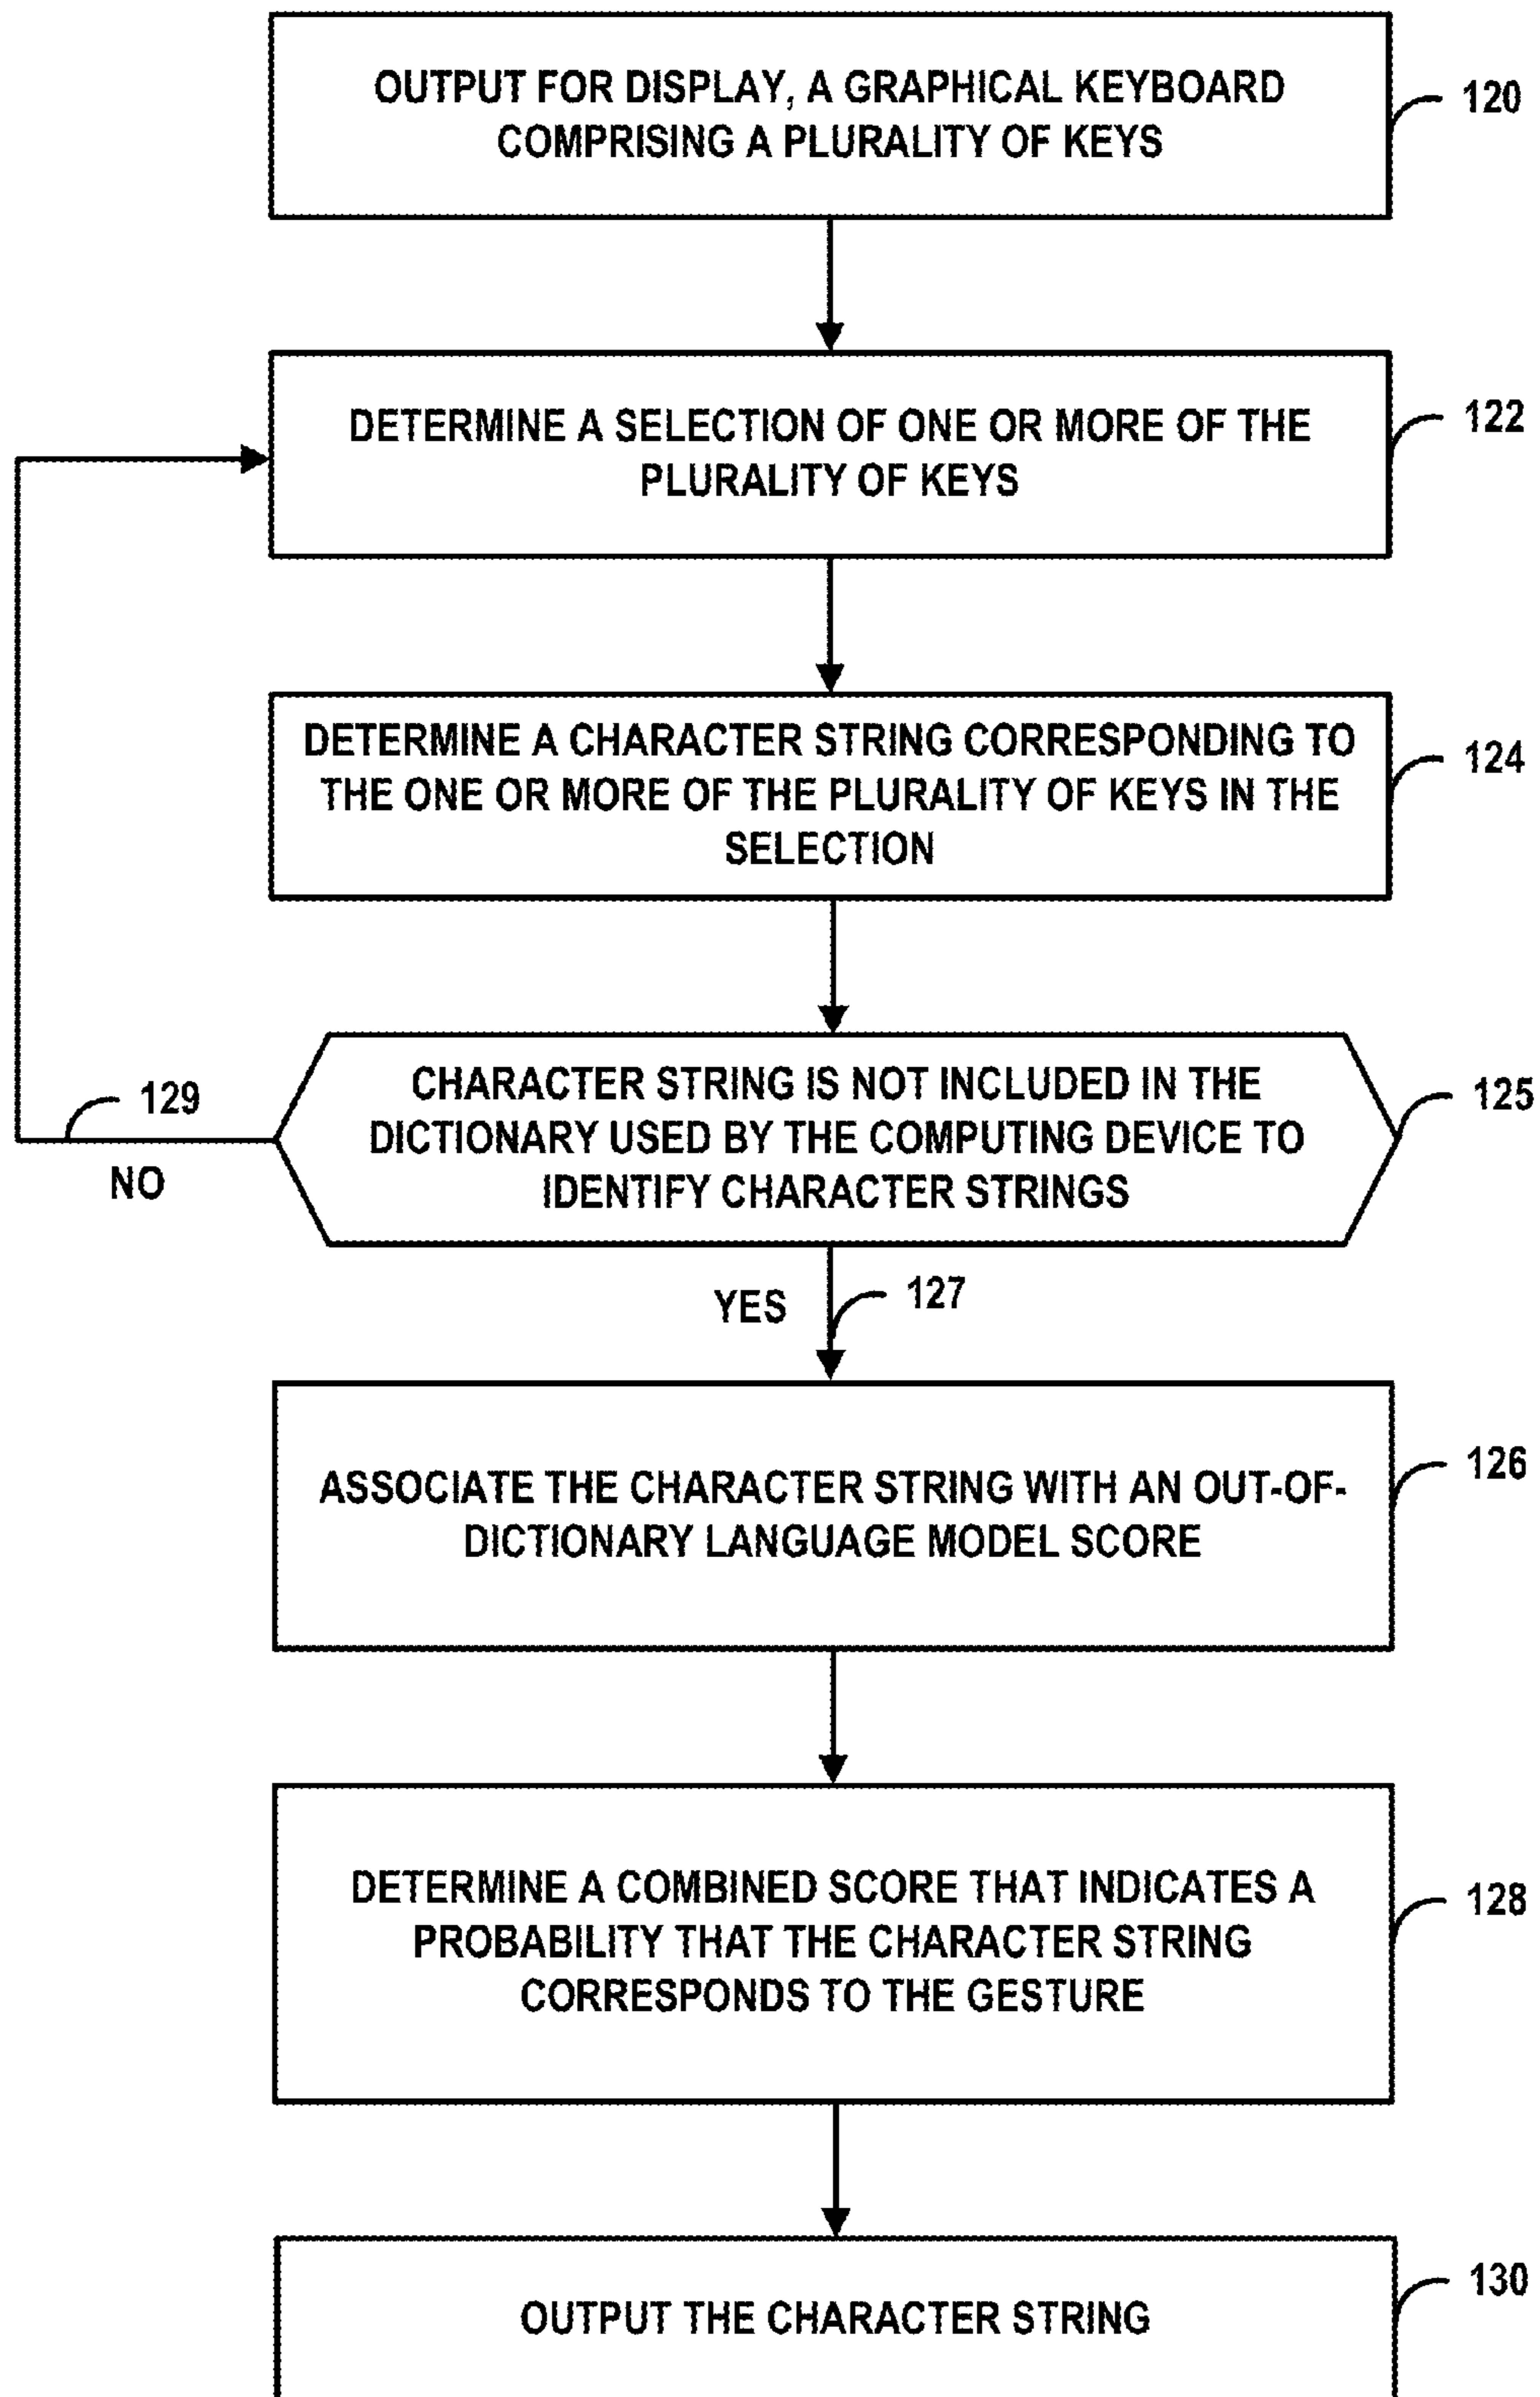 OUTPUT FOR DISPLAY, A GRAPHICAL KEYBOARD
COMPRISING A PLURALITY OF KEYS
120
DETERMINE A SELECTION OF ONE OR MORE OF THE
PLURALITY OF KEYS
122
DETERMINE A CHARACTER STRING CORRESPONDING TO
THE ONE OR MORE OF THE PLURALITY OF KEYS IN THE
SELECTION
124
CHARACTER STRING IS NOT INCLUDED IN THE
DICTIONARY USED BY THE COMPUTING DEVICE TO
IDENTIFY CHARACTER STRINGS
125
129
NO
YES
127
ASSOCIATE THE CHARACTER STRING WITH AN OUT-OF-
DICTIONARY LANGUAGE MODEL SCORE
126
DETERMINE A COMBINED SCORE THAT INDICATES A
PROBABILITY THAT THE CHARACTER STRING
CORRESPONDS TO THE GESTURE
128
OUTPUT THE CHARACTER STRING
130